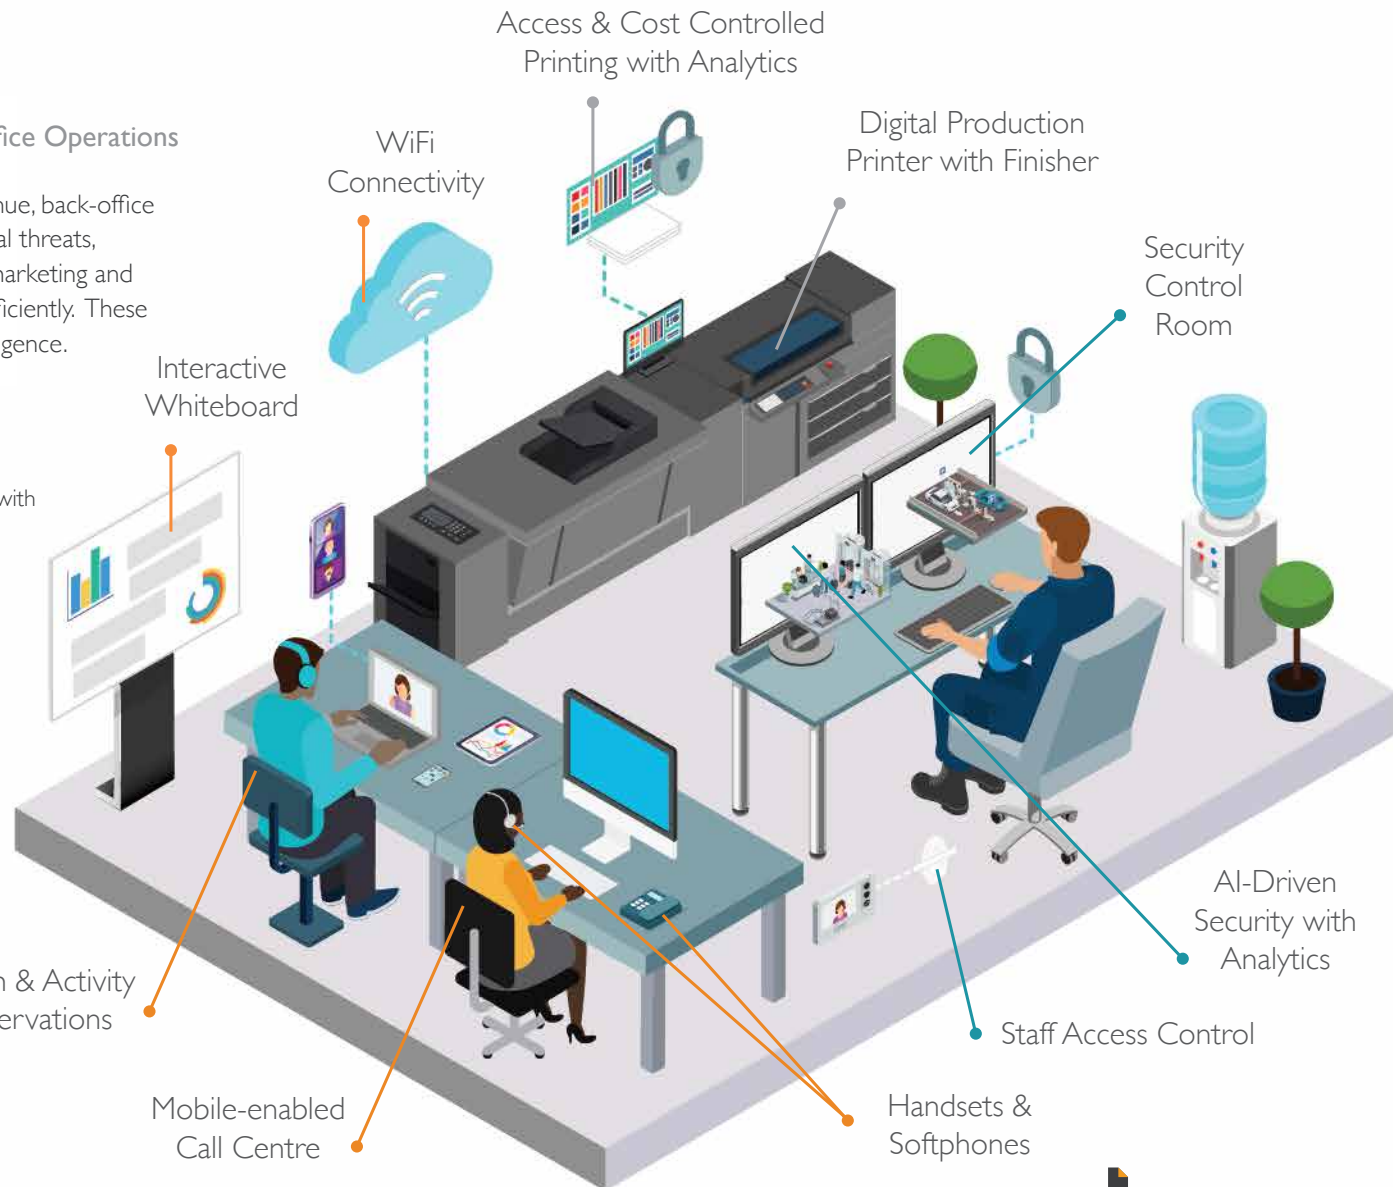 Access & Cost Controlled
Printing with Analytics
fice Operations
WiFi
Connectivity
Digital Production
Printer with Finisher
nue, back-office
al threats,
marketing and
ficiently. These
gence.
Security
Control
Room
Interactive
Whiteboard
with
AI-Driven
Security with
Analytics
n & Activity
ervations
Staff Access Control
Mobile-enabled
Call Centre
Handsets &
Softphones